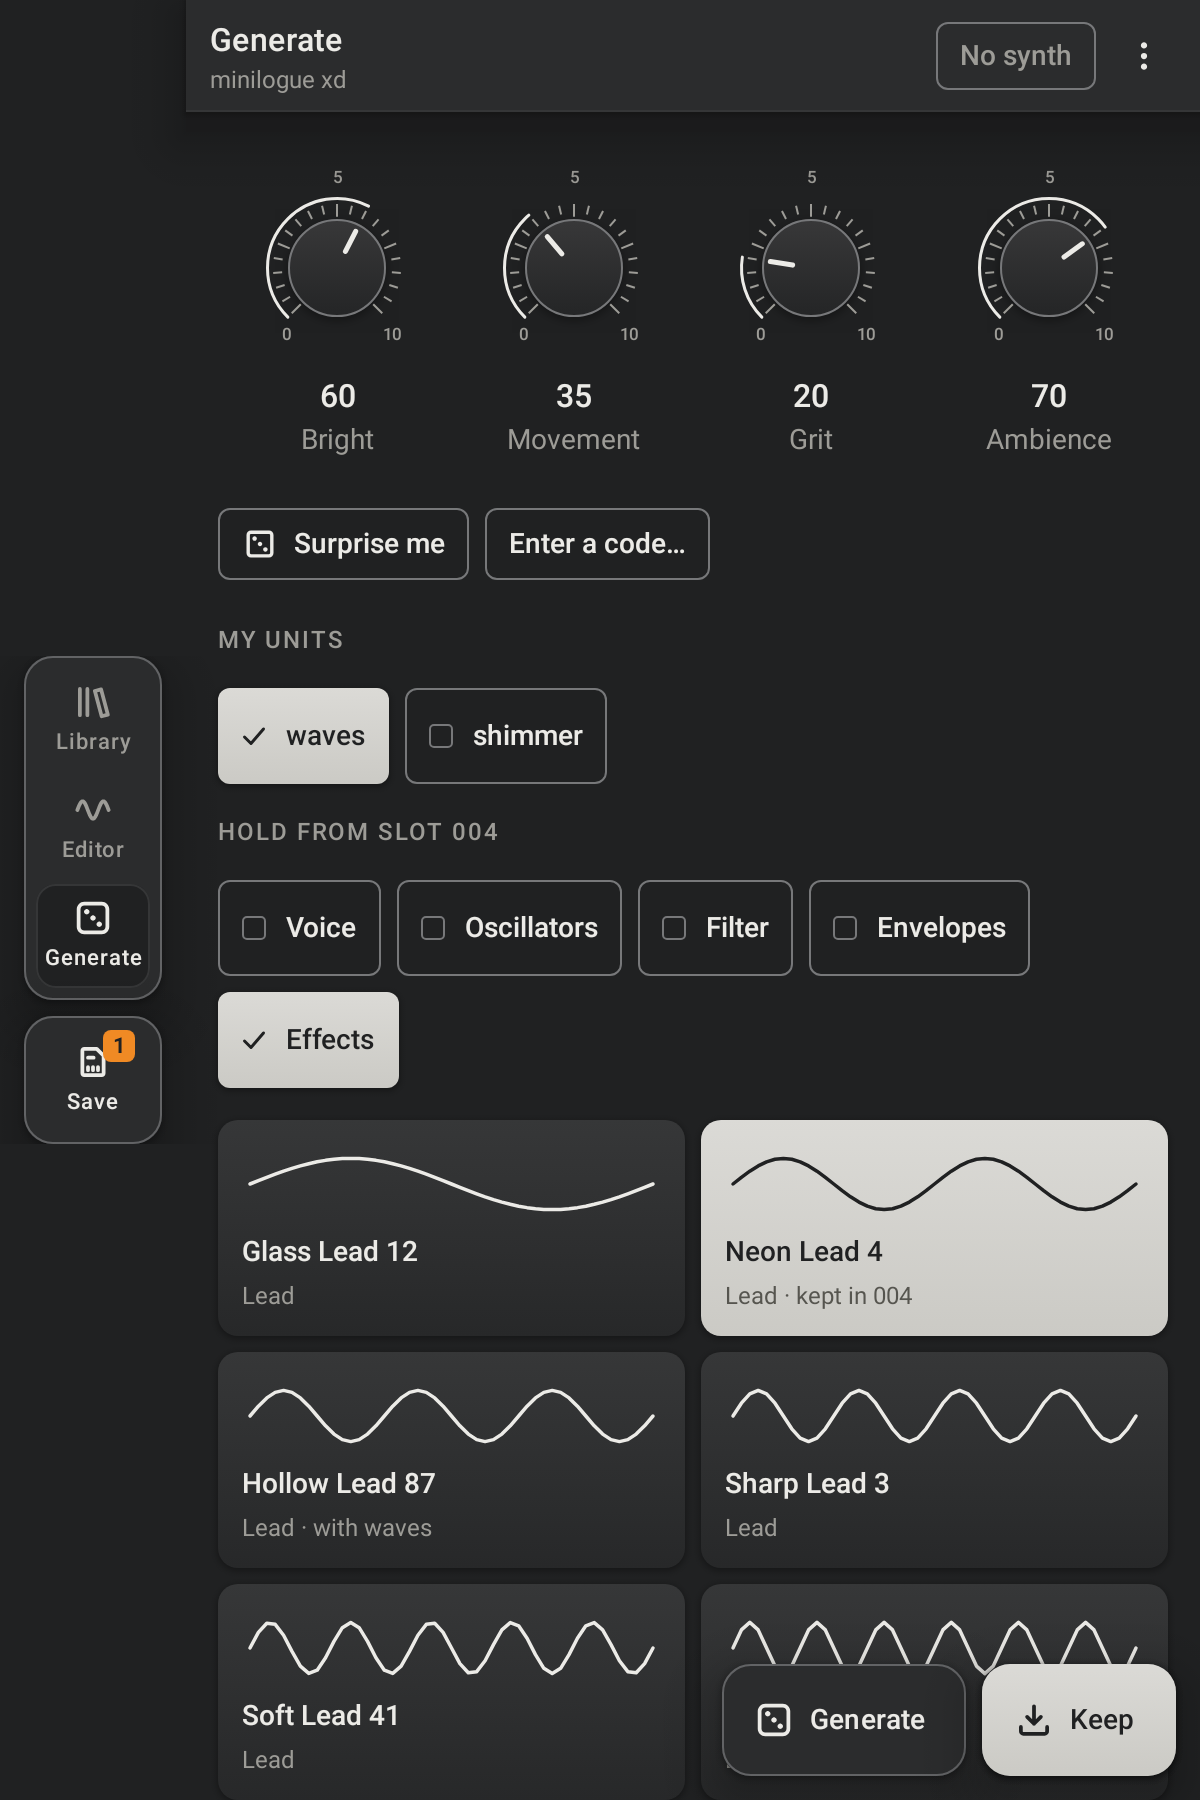 Generate
minilogue xd
No synth
5
0
10
60
Bright
5
0
10
35
Movement
5
0
10
20
Grit
5
0
10
70
Ambience
Surprise me
Enter a code...
MY UNITS
waves
shimmer
HOLD FROM SLOT 004
Voice
Oscillators
Filter
Envelopes
Effects
Library
Editor
Generate
1
Save
Glass Lead 12
Lead
Neon Lead 4
Lead · kept in 004
Hollow Lead 87
Lead · with waves
Sharp Lead 3
Lead
Soft Lead 41
Lead
Generate
Keep